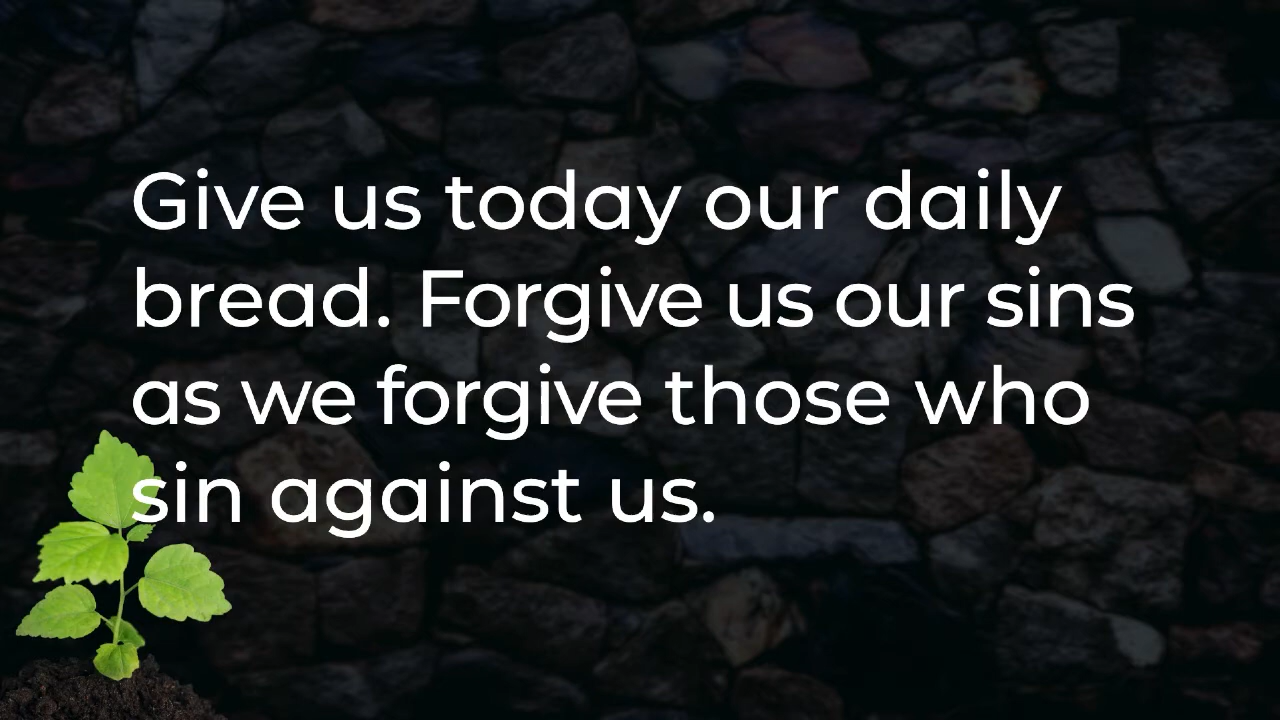 Give us today our daily
bread. Forgive us our sins
as we forgive those who
sin against us.